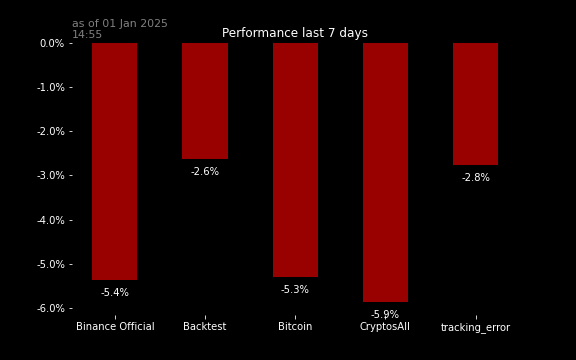 as of 01 Jan 2025
14:55
Performance last 7 days
0.0%
-1.0%
-2.0%
-3.0%
-4.0%
-5.0%
-6.0%
-5.4%
-2.6%
-5.3%
-5.9%
-2.8%
Binance Official
Backtest
Bitcoin
CryptosAll
tracking_error